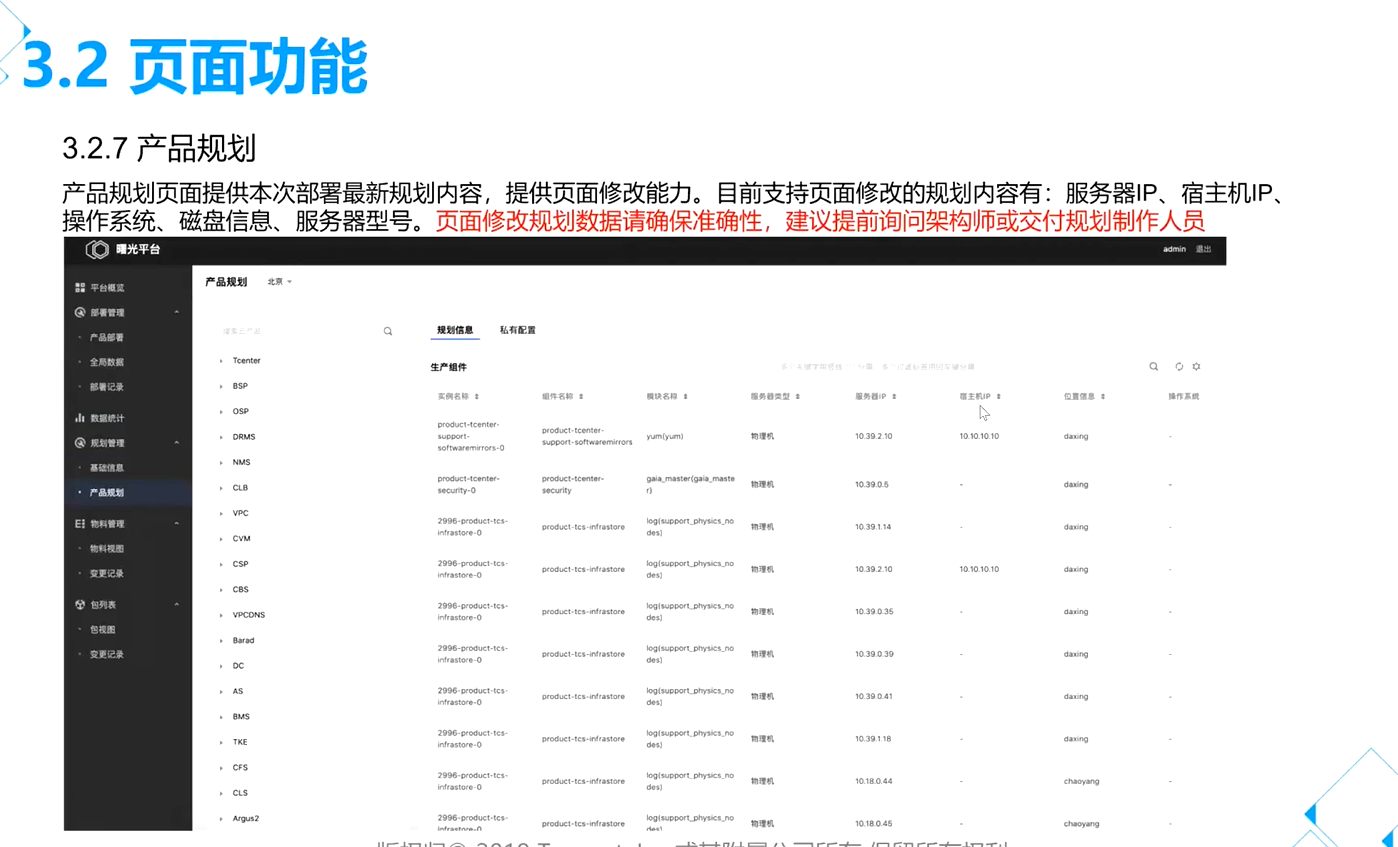 3.2 页面功能
3.2.7 产品规划
产品规划页面提供本次部署最新规划内容，提供页面修改能力。目前支持页面修改的规划内容有：服务器IP、宿主机IP、
操作系统、磁盘信息、服务器型号。页面修改规划数据请确保准确性，建议提前询问架构师或交付规划制作人员
曙光平台
admin 退出
平台概览
部署管理
产品部署
全局数据
部署记录
数据统计
规划管理
基础信息
产品规划
物料管理
物料视图
变更记录
包列表
包视图
变更记录
产品规划 北京
Tcenter
BSP
OSP
DRMS
NMS
CLB
VPC
CVM
CSP
CBS
VPCDNS
Barad
DC
AS
BMS
TKE
CFS
CLS
Argus2
规划信息 私有配置
生产组件
实例名称 组件名称 模块名称 服务器类型 服务器IP 宿主机IP 位置信息 操作系统
product-tcenter-
support-
softwaremirrors-0
product-tcenter-
support-softwaremirrors
yum(yum) 物理机 10.39.2.10 10.10.10.10 daxing -
product-tcenter-
security-0
product-tcenter-
security
gaia_master(gaia_maste
r)
物理机 10.39.0.5 - daxing -
2996-product-tcs-
infrastore-0
product-tcs-infrastore
log(support_physics_no
des)
物理机 10.39.1.14 - daxing -
2996-product-tcs-
infrastore-0
product-tcs-infrastore
log(support_physics_no
des)
物理机 10.39.2.10 10.10.10.10 daxing -
2996-product-tcs-
infrastore-0
product-tcs-infrastore
log(support_physics_no
des)
物理机 10.39.0.35 - daxing -
2996-product-tcs-
infrastore-0
product-tcs-infrastore
log(support_physics_no
des)
物理机 10.39.0.39 - daxing -
2996-product-tcs-
infrastore-0
product-tcs-infrastore
log(support_physics_no
des)
物理机 10.39.0.41 - daxing -
2996-product-tcs-
infrastore-0
product-tcs-infrastore
log(support_physics_no
des)
物理机 10.39.1.18 - daxing -
2996-product-tcs-
infrastore-0
product-tcs-infrastore
log(support_physics_no
des)
物理机 10.18.0.44 - chaoyang -
2996-product-tcs-
infrastore-0
product-tcs-infrastore
log(support_physics_no
des)
物理机 10.18.0.45 - chaoyang -